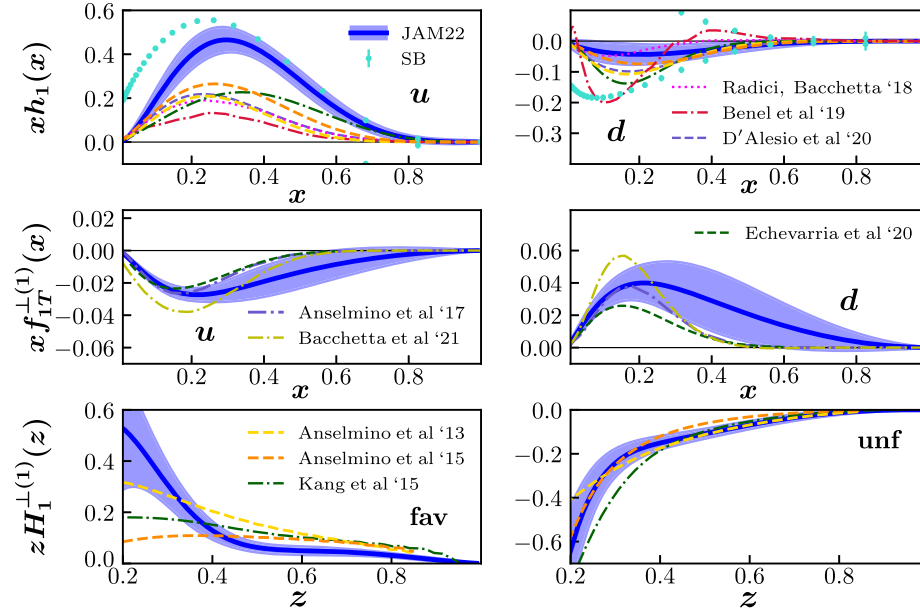 0.6
0.4
0.2
0.0
xh₁(x)
JAM22
SB
u
0.2 0.4 0.6 0.8
x
0.0
−0.1
−0.2
−0.3
Radici, Bacchetta ‘18
Benel et al ‘19
D′Alesio et al ‘20
d
0.2 0.4 0.6 0.8
x
0.02
0.00
−0.02
−0.04
−0.06
x f₁T^⊥(1)(x)
Anselmino et al ‘17
Bacchetta et al ‘21
u
0.2 0.4 0.6 0.8
x
0.06
0.04
0.02
0.00
Echevarria et al ‘20
d
0.2 0.4 0.6 0.8
x
0.6
0.4
0.2
0.0
zH₁^⊥(1)(z)
Anselmino et al ‘13
Anselmino et al ‘15
Kang et al ‘15
fav
0.2 0.4 0.6 0.8
z
−0.0
−0.2
−0.4
−0.6
unf
0.2 0.4 0.6 0.8
z